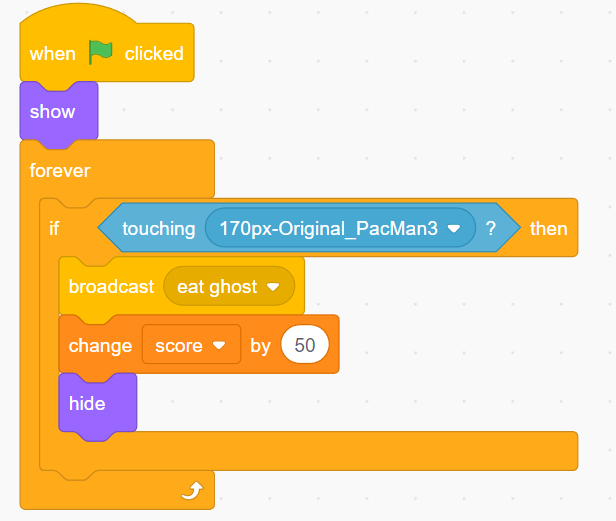 when clicked
show
forever
if touching 170px-Original_PacMan3 ? then
broadcast eat ghost
change score by 50
hide